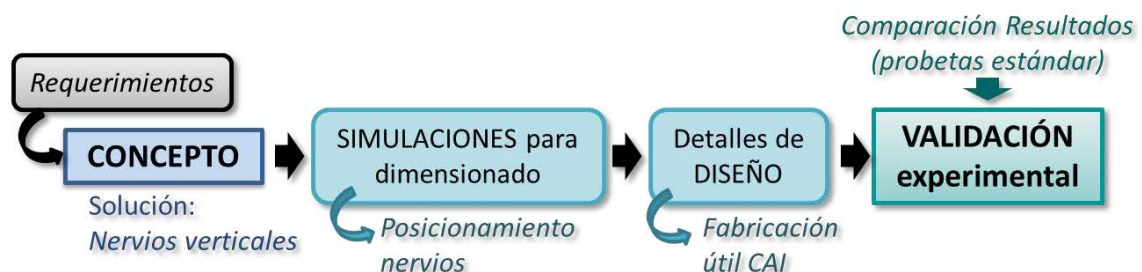 Requerimientos
CONCEPTO
Solución:
Nervios verticales
SIMULACIONES para
dimensionado
Posicionamiento
nervios
Detalles de
DISEÑO
Fabricación
útil CAI
Comparación Resultados
(probetas estándar)
VALIDACIÓN
experimental